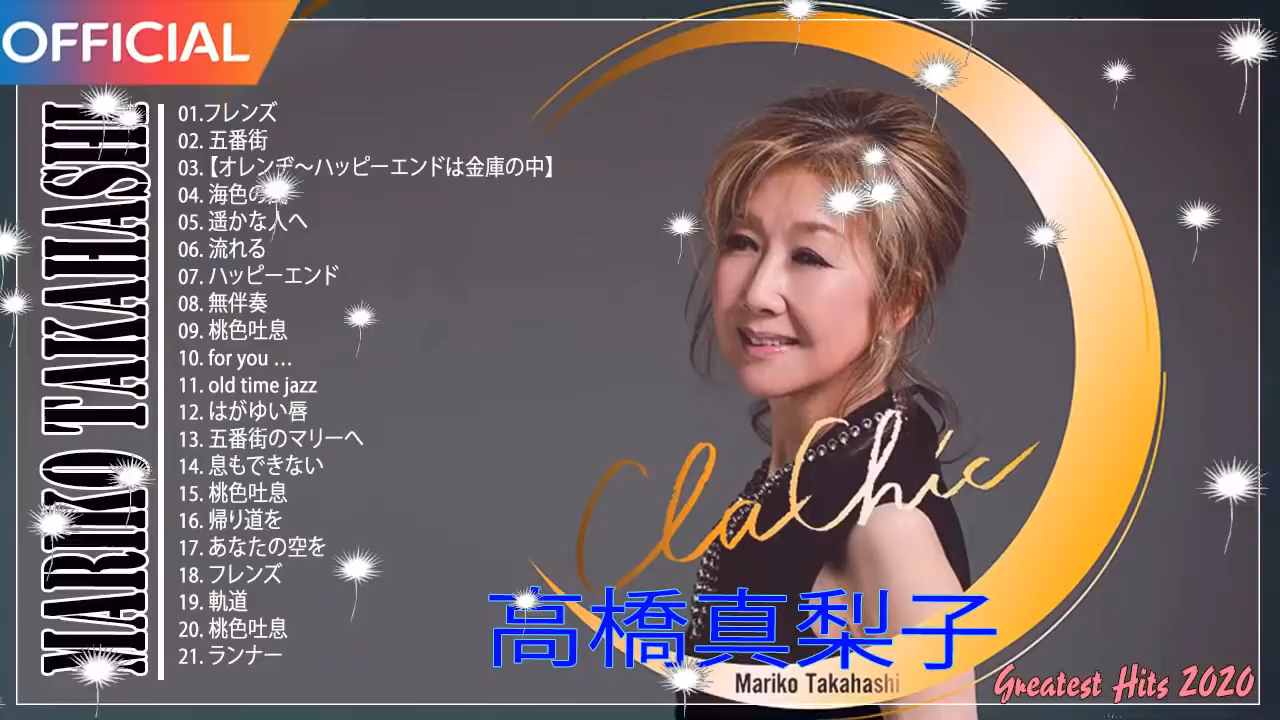 OFFICIAL
MARIKO TAKAHASHI
01.フレンズ
02. 五番街
03.【オレンヂ〜ハッピーエンドは金庫の中】
04. 海色の
05. 遥かな人へ
06. 流れる
07. ハッピーエンド
08. 無伴奏
09. 桃色吐息
10. for you ...
11. old time jazz
12. はがゆい唇
13. 五番街のマリーへ
14. 息もできない
15. 桃色吐息
16. 帰り道を
17. あなたの空を
18. フレンズ
19. 軌道
20. 桃色吐息
21. ランナー
ClaChic
高橋真梨子
Mariko Takahashi
Greatest Hits 2020